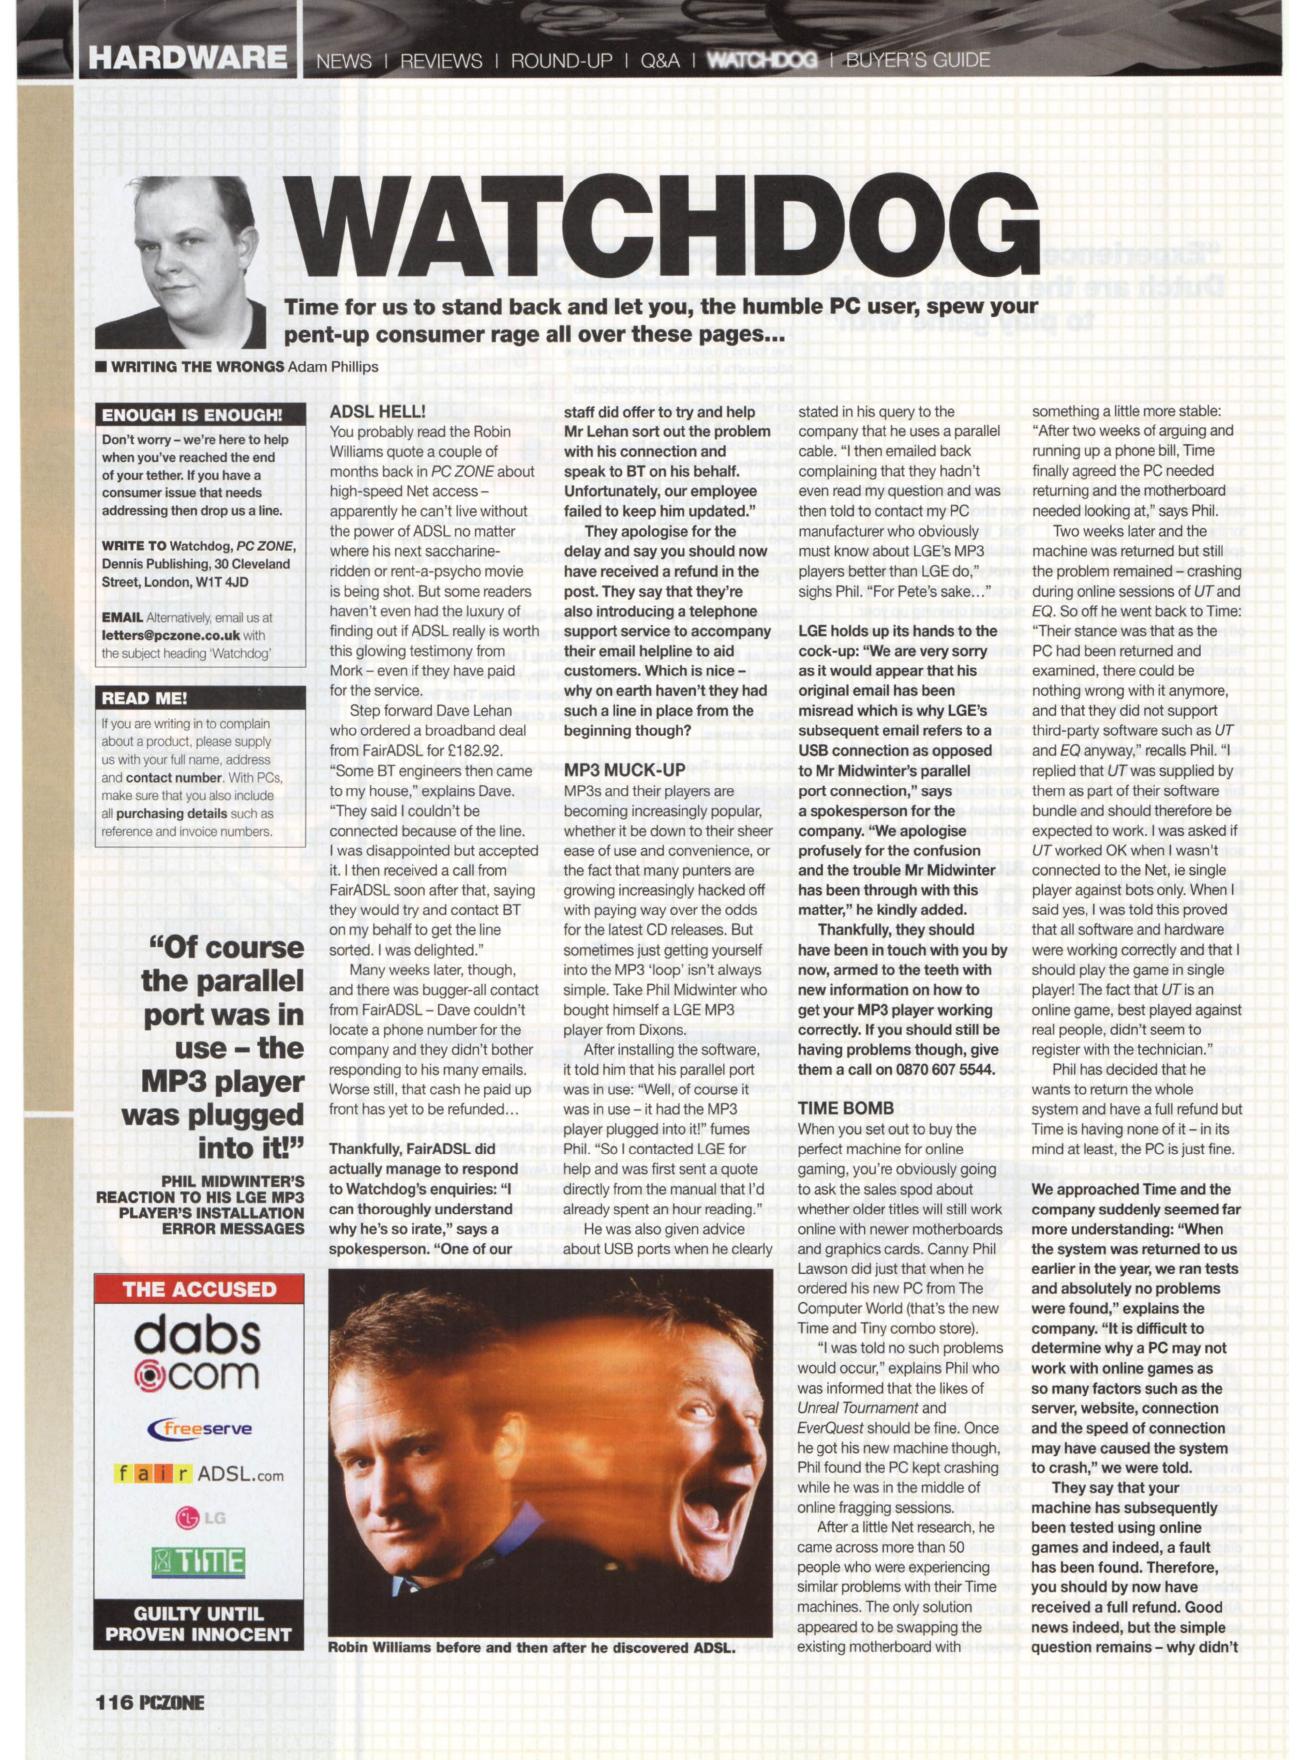 HARDWARE
NEWS | REVIEWS | ROUND-UP | Q&A | WATCHDOG | BUYER'S GUIDE
WATCHDOG
Time for us to stand back and let you, the humble PC user, spew your
pent-up consumer rage all over these pages...
■ WRITING THE WRONGS Adam Phillips
ENOUGH IS ENOUGH!
Don't worry – we're here to help
when you've reached the end
of your tether. If you have a
consumer issue that needs
addressing then drop us a line.
WRITE TO Watchdog, PC ZONE,
Dennis Publishing, 30 Cleveland
Street, London, W1T 4JD
EMAIL Alternatively, email us at
letters@pczone.co.uk with
the subject heading 'Watchdog'
READ ME!
If you are writing in to complain
about a product, please supply
us with your full name, address
and contact number. With PCs,
make sure that you also include
all purchasing details such as
reference and invoice numbers.
"Of course
the parallel
port was in
use – the
MP3 player
was plugged
into it!"
PHIL MIDWINTER'S
REACTION TO HIS LGE MP3
PLAYER'S INSTALLATION
ERROR MESSAGES
THE ACCUSED
dabs
.com
freeserve
fair ADSL.com
LG
TIME
GUILTY UNTIL
PROVEN INNOCENT
ADSL HELL!
You probably read the Robin
Williams quote a couple of
months back in PC ZONE about
high-speed Net access –
apparently he can't live without
the power of ADSL no matter
where his next saccharine-
ridden or rent-a-psycho movie
is being shot. But some readers
haven't even had the luxury of
finding out if ADSL really is worth
this glowing testimony from
Mork – even if they have paid
for the service.
Step forward Dave Lehan
who ordered a broadband deal
from FairADSL for £182.92.
"Some BT engineers then came
to my house," explains Dave.
"They said I couldn't be
connected because of the line.
I was disappointed but accepted
it. I then received a call from
FairADSL soon after that, saying
they would try and contact BT
on my behalf to get the line
sorted. I was delighted."
Many weeks later, though,
and there was bugger-all contact
from FairADSL – Dave couldn't
locate a phone number for the
company and they didn't bother
responding to his many emails.
Worse still, that cash he paid up
front has yet to be refunded...
Thankfully, FairADSL did
actually manage to respond
to Watchdog's enquiries: "I
can thoroughly understand
why he's so irate," says a
spokesperson. "One of our
staff did offer to try and help
Mr Lehan sort out the problem
with his connection and
speak to BT on his behalf.
Unfortunately, our employee
failed to keep him updated."
They apologise for the
delay and say you should now
have received a refund in the
post. They say that they're
also introducing a telephone
support service to accompany
their email helpline to aid
customers. Which is nice –
why on earth haven't they had
such a line in place from the
beginning though?
MP3 MUCK-UP
MP3s and their players are
becoming increasingly popular,
whether it be down to their sheer
ease of use and convenience, or
the fact that many punters are
growing increasingly hacked off
with paying way over the odds
for the latest CD releases. But
sometimes just getting yourself
into the MP3 'loop' isn't always
simple. Take Phil Midwinter who
bought himself a LGE MP3
player from Dixons.
After installing the software,
it told him that his parallel port
was in use: "Well, of course it
was in use – it had the MP3
player plugged into it!" fumes
Phil. "So I contacted LGE for
help and was first sent a quote
directly from the manual that I'd
already spent an hour reading."
He was also given advice
about USB ports when he clearly
Robin Williams before and then after he discovered ADSL.
stated in his query to the
company that he uses a parallel
cable. "I then emailed back
complaining that they hadn't
even read my question and was
then told to contact my PC
manufacturer who obviously
must know about LGE's MP3
players better than LGE do,"
sighs Phil. "For Pete's sake..."
LGE holds up its hands to the
cock-up: "We are very sorry
as it would appear that his
original email has been
misread which is why LGE's
subsequent email refers to a
USB connection as opposed
to Mr Midwinter's parallel
port connection," says
a spokesperson for the
company. "We apologise
profusely for the confusion
and the trouble Mr Midwinter
has been through with this
matter," he kindly added.
Thankfully, they should
have been in touch with you by
now, armed to the teeth with
new information on how to
get your MP3 player working
correctly. If you should still be
having problems though, give
them a call on 0870 607 5544.
TIME BOMB
When you set out to buy the
perfect machine for online
gaming, you're obviously going
to ask the sales spod about
whether older titles will still work
online with newer motherboards
and graphics cards. Canny Phil
Lawson did just that when he
ordered his new PC from The
Computer World (that's the new
Time and Tiny combo store).
"I was told no such problems
would occur," explains Phil who
was informed that the likes of
Unreal Tournament and
EverQuest should be fine. Once
he got his new machine though,
Phil found the PC kept crashing
while he was in the middle of
online fragging sessions.
After a little Net research, he
came across more than 50
people who were experiencing
similar problems with their Time
machines. The only solution
appeared to be swapping the
existing motherboard with
something a little more stable:
"After two weeks of arguing and
running up a phone bill, Time
finally agreed the PC needed
returning and the motherboard
needed looking at," says Phil.
Two weeks later and the
machine was returned but still
the problem remained – crashing
during online sessions of UT and
EQ. So off he went back to Time:
"Their stance was that as the
PC had been returned and
examined, there could be
nothing wrong with it anymore,
and that they did not support
third-party software such as UT
and EQ anyway," recalls Phil. "I
replied that UT was supplied by
them as part of their software
bundle and should therefore be
expected to work. I was asked if
UT worked OK when I wasn't
connected to the Net, ie single
player against bots only. When I
said yes, I was told this proved
that all software and hardware
were working correctly and that I
should play the game in single
player! The fact that UT is an
online game, best played against
real people, didn't seem to
register with the technician."
Phil has decided that he
wants to return the whole
system and have a full refund but
Time is having none of it – in its
mind at least, the PC is just fine.
We approached Time and the
company suddenly seemed far
more understanding: "When
the system was returned to us
earlier in the year, we ran tests
and absolutely no problems
were found," explains the
company. "It is difficult to
determine why a PC may not
work with online games as
so many factors such as the
server, website, connection
and the speed of connection
may have caused the system
to crash," we were told.
They say that your
machine has subsequently
been tested using online
games and indeed, a fault
has been found. Therefore,
you should by now have
received a full refund. Good
news indeed, but the simple
question remains – why didn't
116 PCZONE